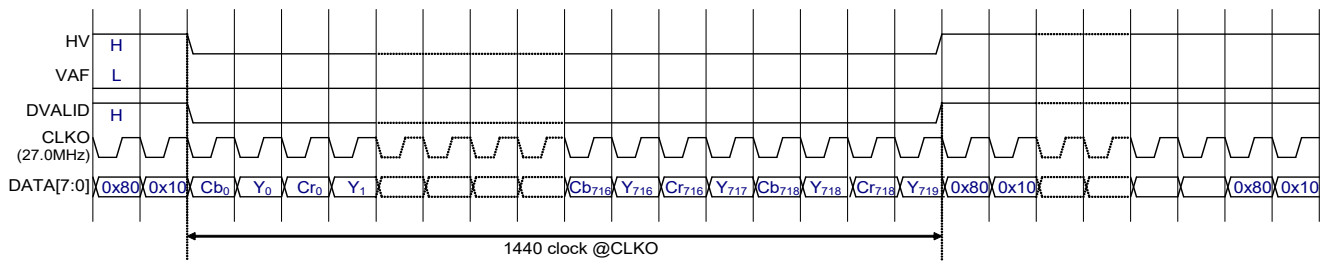 HV H
VAF L
DVALID H
CLKO
(27.0MHz)
DATA[7:0] 0x80 0x10 Cb₀ Y₀ Cr₀ Y₁ Cb₇₁₆ Y₇₁₆ Cr₇₁₆ Y₇₁₇ Cb₇₁₈ Y₇₁₈ Cr₇₁₈ Y₇₁₉ 0x80 0x10 0x80 0x10
1440 clock @CLKO